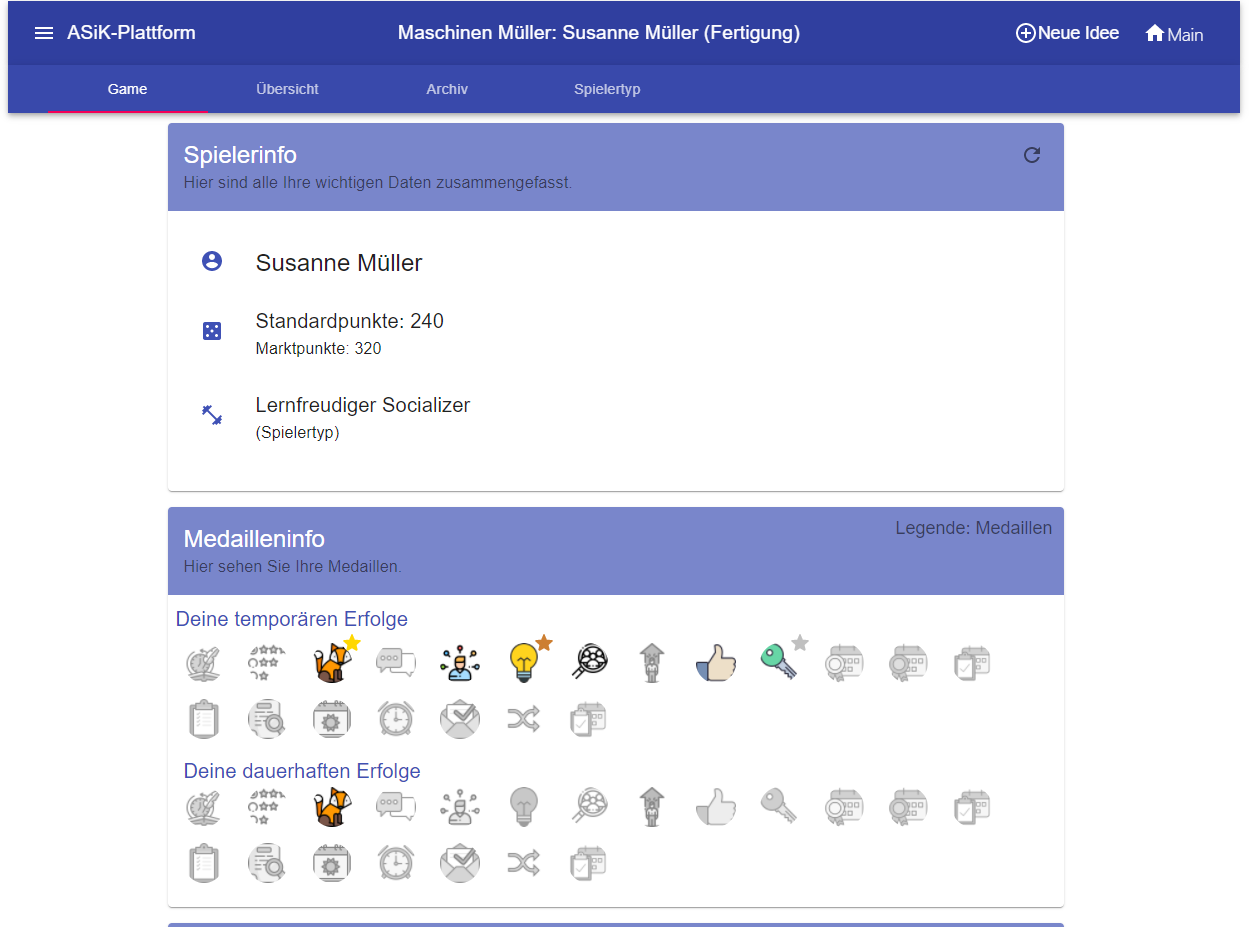 ASiK-Plattform
Maschinen Müller: Susanne Müller (Fertigung)
Neue Idee
Main
Game
Übersicht
Archiv
Spielertyp
Spielerinfo
Hier sind alle Ihre wichtigen Daten zusammengefasst.
Susanne Müller
Standardpunkte: 240
Marktpunkte: 320
Lernfreudiger Socializer
(Spielertyp)
Medailleninfo
Legende: Medaillen
Hier sehen Sie Ihre Medaillen.
Deine temporären Erfolge
Deine dauerhaften Erfolge